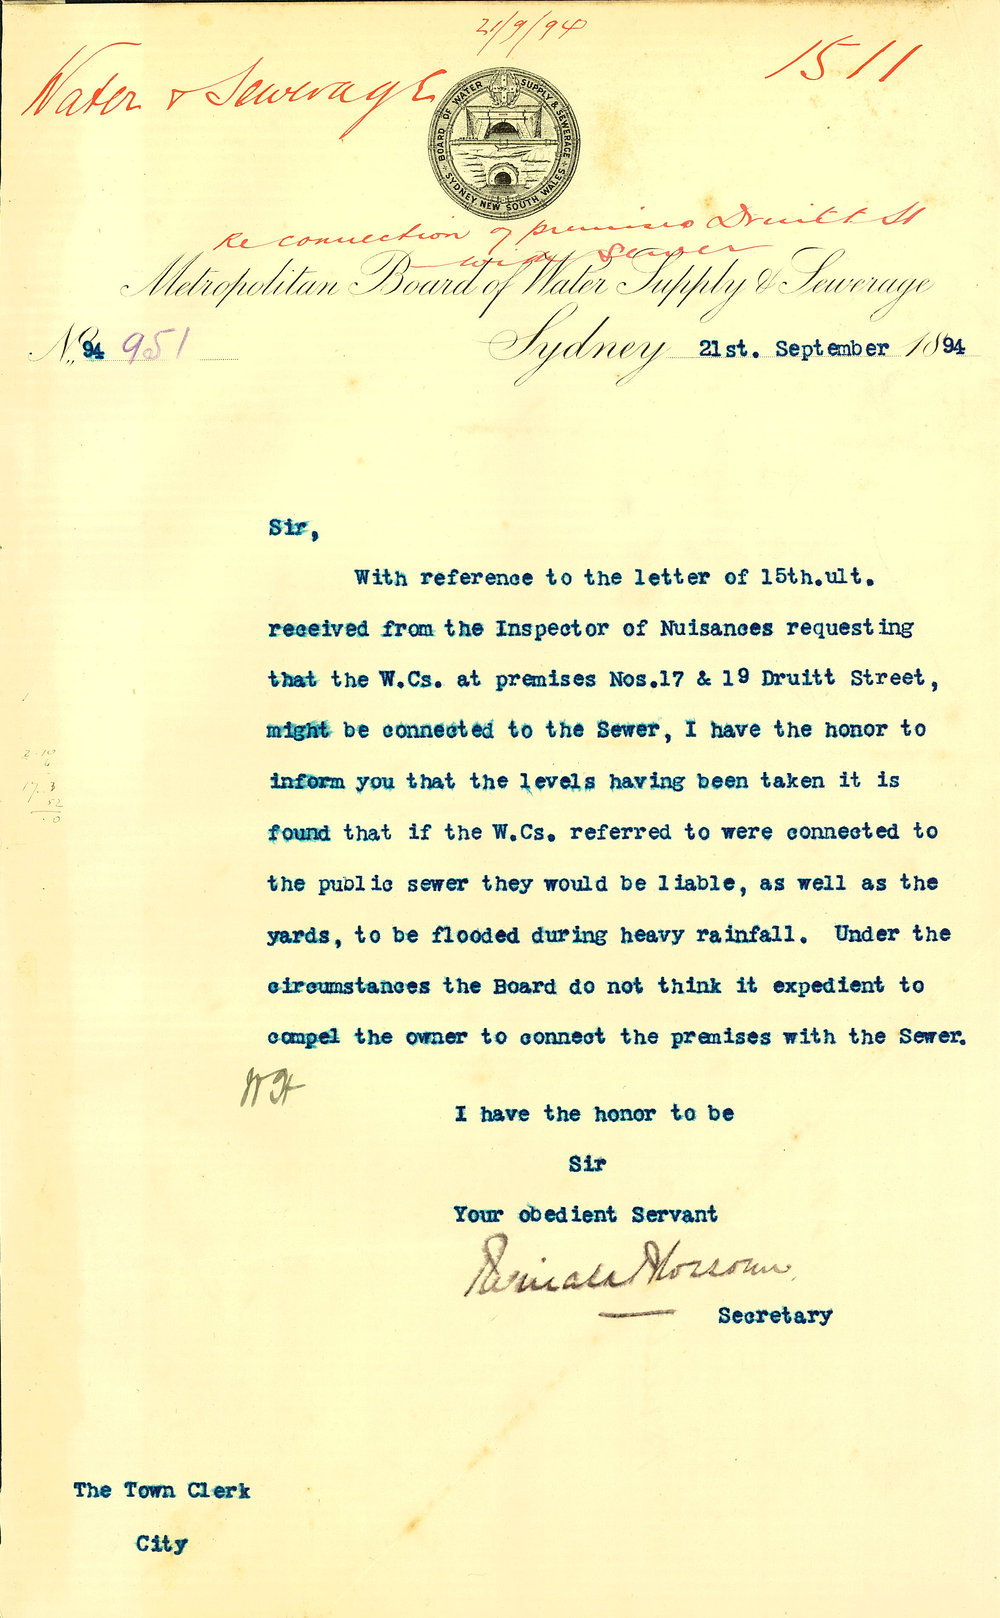 21/9/94
Water & Sewerage
1511
BOARD OF WATER SUPPLY & SEWERAGE
SYDNEY, NEW SOUTH WALES
Re connection of premises Druitt St
with Sewer
Metropolitan Board of Water Supply & Sewerage
No. 94 951
Sydney 21st. September 1894
Sir,
With reference to the letter of 15th.ult.
received from the Inspector of Nuisances requesting
that the W.Cs. at premises Nos.17 & 19 Druitt Street,
might be connected to the Sewer, I have the honor to
inform you that the levels having been taken it is
found that if the W.Cs. referred to were connected to
the public sewer they would be liable, as well as the
yards, to be flooded during heavy rainfall. Under the
circumstances the Board do not think it expedient to
compel the owner to connect the premises with the Sewer.
I have the honor to be
Sir
Your obedient Servant
Secretary
The Town Clerk
City